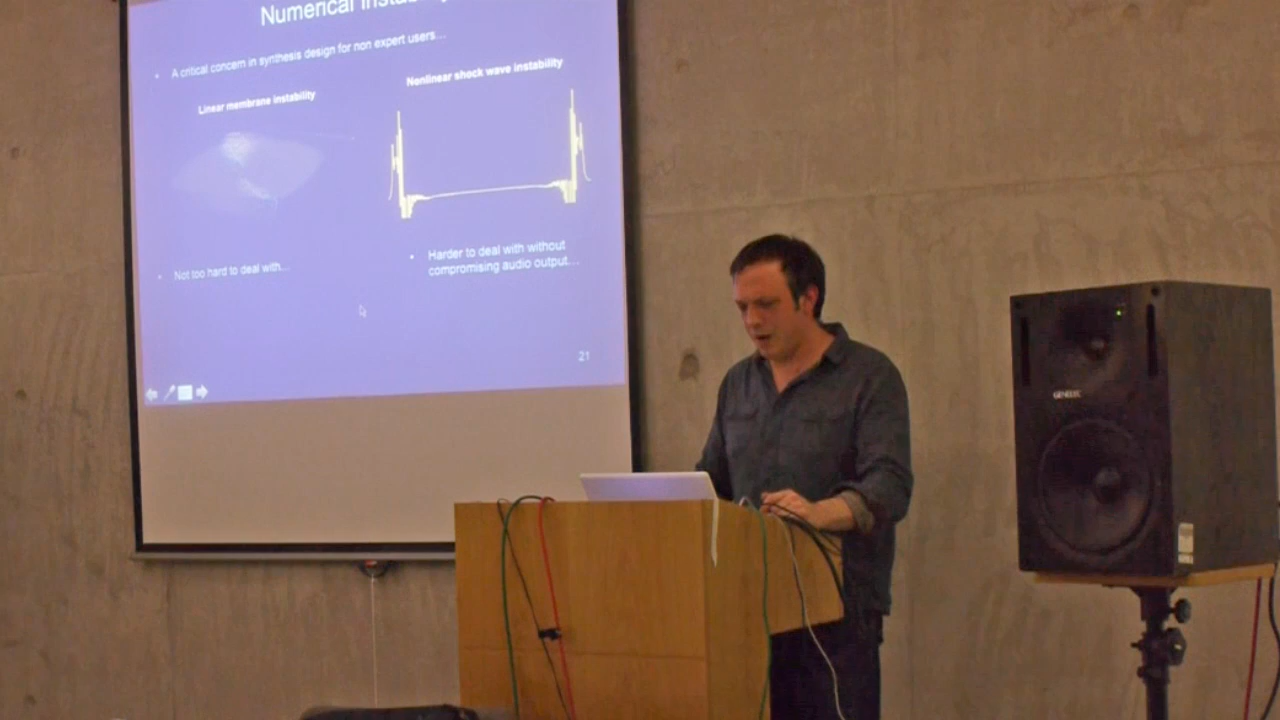 Numerical
A critical concern in synthesis design for non expert users...
Linear membrane instability
Nonlinear shock wave instability
Not too hard to deal with...
Harder to deal with without
compromising audio output...
21
GENELEC